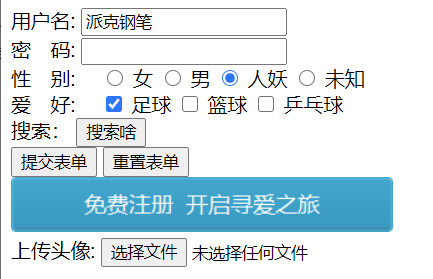 用户名: 派克钢笔
密 码:
性 别: 女 男 人妖 未知
爱 好: 足球 篮球 乒乓球
搜索： 搜索啥
提交表单 重置表单
免费注册 开启寻爱之旅
上传头像: 选择文件 未选择任何文件